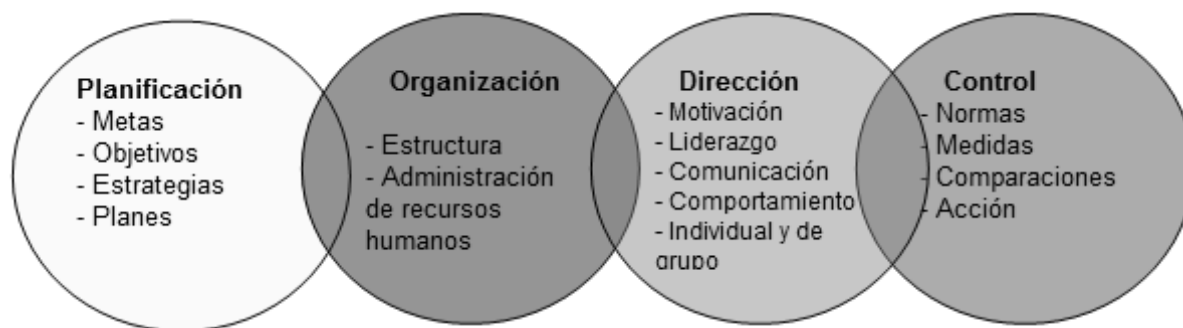 Planificación
- Metas
- Objetivos
- Estrategias
- Planes
Organización
- Estructura
- Administración
de recursos
humanos
Dirección
- Motivación
- Liderazgo
- Comunicación
- Comportamiento
- Individual y de
grupo
Control
- Normas
- Medidas
- Comparaciones
- Acción